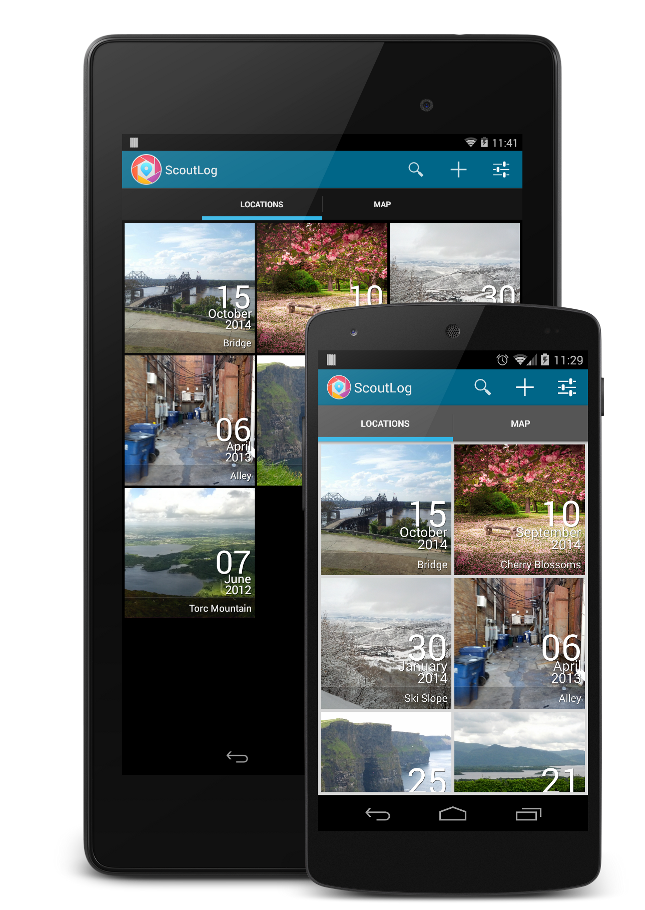 11:41
ScoutLog
LOCATIONS
MAP
15
October
2014
Bridge
10
30
06
April
2013
Alley
07
June
2012
Torc Mountain
11:29
ScoutLog
LOCATIONS
MAP
15
October
2014
Bridge
10
September
2014
Cherry Blossoms
30
January
2014
Ski Slope
06
April
2013
Alley
25
21